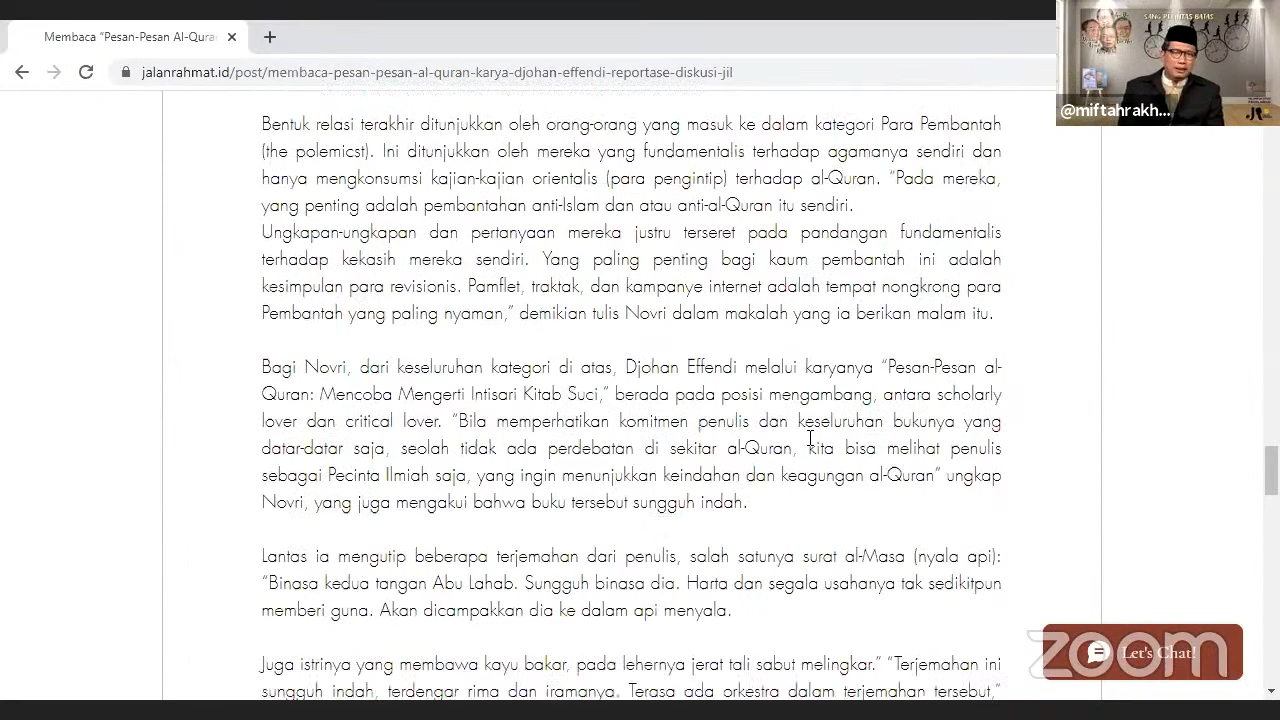 Membaca “Pesan-Pesan Al-Qura
SANG PELINTAS BATAS
jalanrahmat.id/post/membaca-pesan-pesan-al-quran-karya-djohan-effendi-reportase-diskusi-jil
@miftahrakh...
Bentuk relasi terakhir ditunjukkan oleh orang-orang yang masuk ke dalam kategori Para Pembantah
(the polemicst). Ini ditunjukkan oleh mereka yang fundamentalis terhadap agamanya sendiri dan
hanya mengkonsumsi kajian-kajian orientalis (para pengintip) terhadap al-Quran. “Pada mereka,
yang penting adalah pembantahan anti-Islam dan atau anti-al-Quran itu sendiri.
Ungkapan-ungkapan dan pertanyaan mereka justru terseret pada pandangan fundamentalis
terhadap kekasih mereka sendiri. Yang paling penting bagi kaum pembantah ini adalah
kesimpulan para revisionis. Pamflet, traktak, dan kampanye internet adalah tempat nongkrong para
Pembantah yang paling nyaman,” demikian tulis Novri dalam makalah yang ia berikan malam itu.
Bagi Novri, dari keseluruhan kategori di atas, Djohan Effendi melalui karyanya “Pesan-Pesan al-
Quran: Mencoba Mengerti Intisari Kitab Suci,” berada pada posisi mengambang, antara scholarly
lover dan critical lover. “Bila memperhatikan komitmen penulis dan keseluruhan bukunya yang
datar-datar saja, seolah tidak ada perdebatan di sekitar al-Quran, kita bisa melihat penulis
sebagai Pecinta Ilmiah saja, yang ingin menunjukkan keindahan dan keagungan al-Quran” ungkap
Novri, yang juga mengakui bahwa buku tersebut sungguh indah.
Lantas ia mengutip beberapa terjemahan dari penulis, salah satunya surat al-Masa (nyala api):
“Binasa kedua tangan Abu Lahab. Sungguh binasa dia. Harta dan segala usahanya tak sedikitpun
memberi guna. Akan dicampakkan dia ke dalam api menyala.
Juga istrinya yang membawa kayu bakar, pada lehernya jerat tali sabut melingkar.” “Terjemahan ini
sungguh indah, terdengar rima dan iramanya. Terasa ada orkestra dalam terjemahan tersebut,”
Let's Chat!
zoom